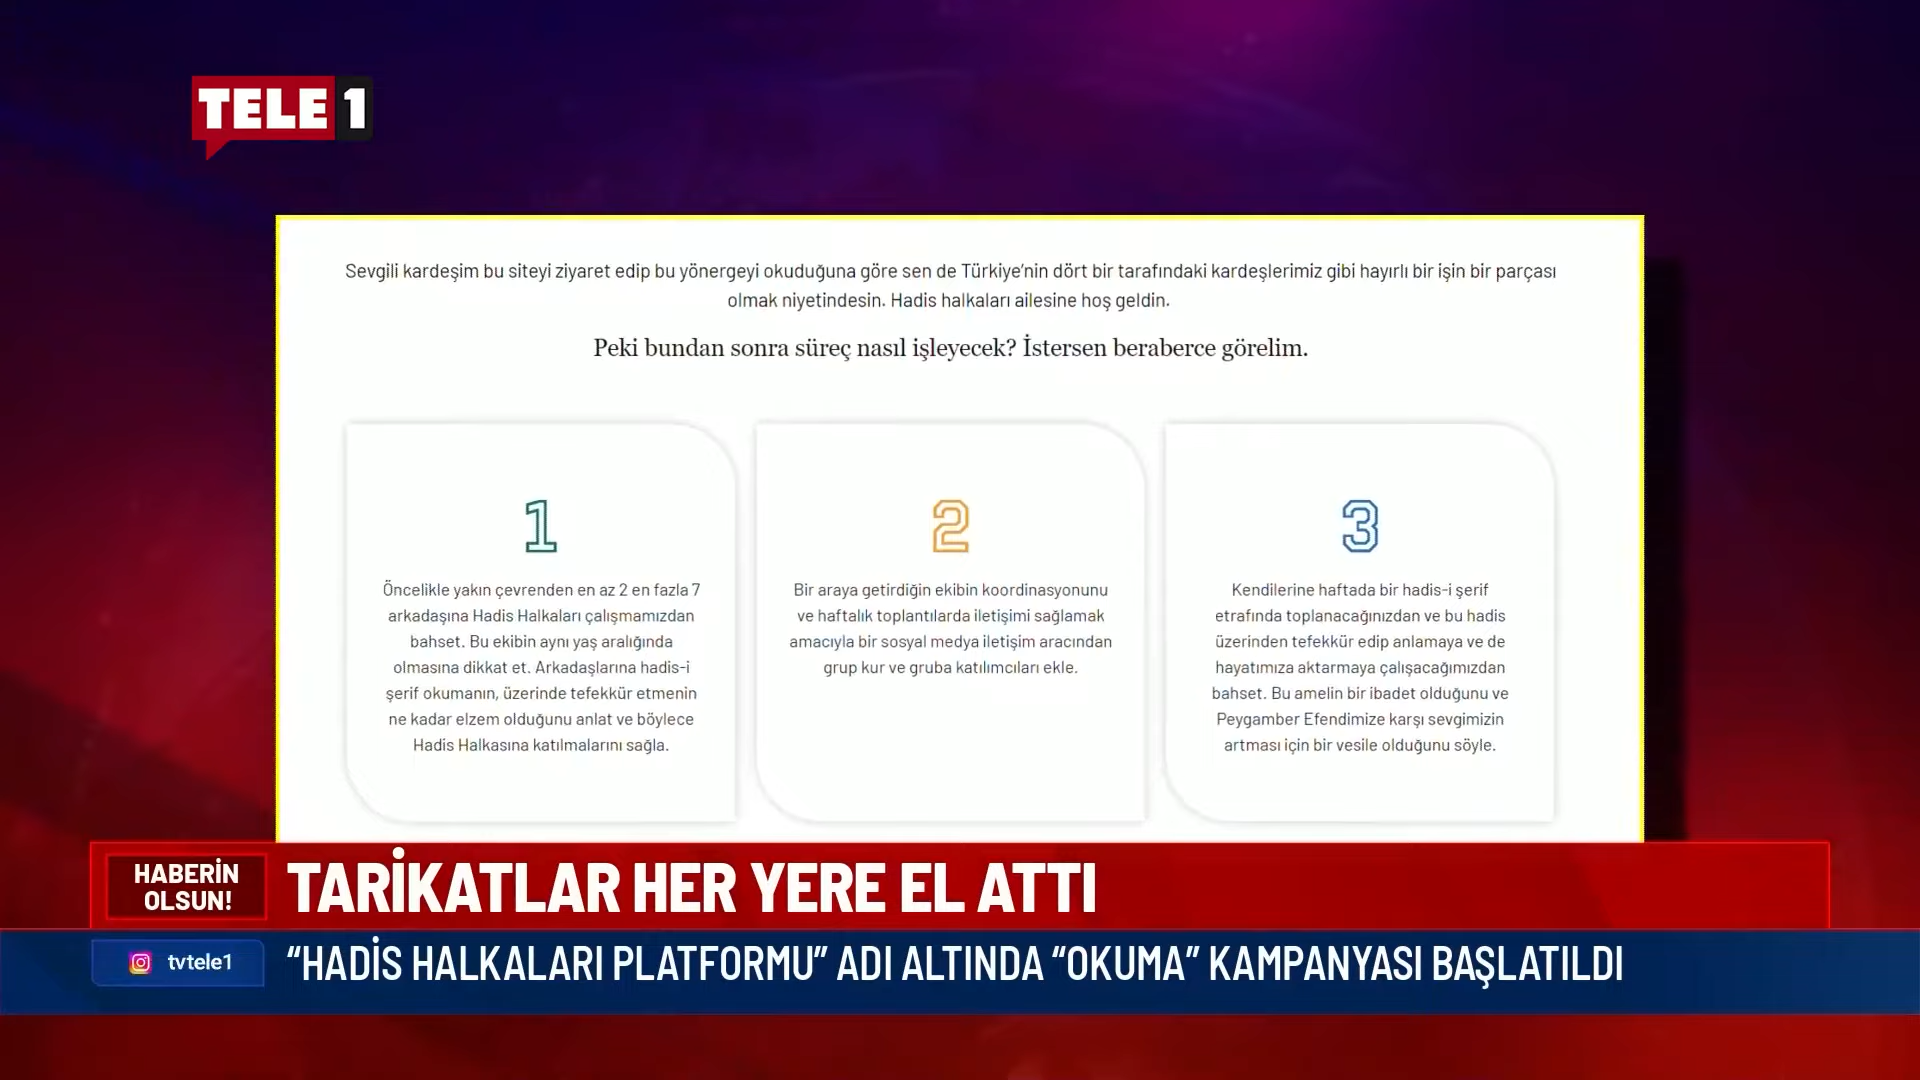 TELE 1
Sevgili kardeşim bu siteyi ziyaret edip bu yönergeyi okuduğuna göre sen de Türkiye'nin dört bir tarafındaki kardeşlerimiz gibi hayırlı bir işin bir parçası
olmak niyetindesin. Hadis halkaları ailesine hoş geldin.
Peki bundan sonra süreç nasıl işleyecek? İstersen beraberce görelim.
1
Öncelikle yakın çevrenden en az 2 en fazla 7
arkadaşına Hadis Halkaları çalışmamızdan
bahset. Bu ekibin aynı yaş aralığında
olmasına dikkat et. Arkadaşlarına hadis-i
şerif okumanın, üzerinde tefekkür etmenin
ne kadar elzem olduğunu anlat ve böylece
Hadis Halkasına katılmalarını sağla.
2
Bir araya getirdiğin ekibin koordinasyonunu
ve haftalık toplantılarda iletişimi sağlamak
amacıyla bir sosyal medya iletişim aracından
grup kur ve gruba katılımcıları ekle.
3
Kendilerine haftada bir hadis-i şerif
etrafında toplanacağınızdan ve bu hadis
üzerinden tefekkür edip anlamaya ve de
hayatımıza aktarmaya çalışacağımızdan
bahset. Bu amelin bir ibadet olduğunu ve
Peygamber Efendimize karşı sevgimizin
artması için bir vesile olduğunu söyle.
HABERİN
OLSUN!
TARİKATLAR HER YERE EL ATTI
tvtele1
“HADİS HALKALARI PLATFORMU” ADI ALTINDA “OKUMA” KAMPANYASI BAŞLATILDI